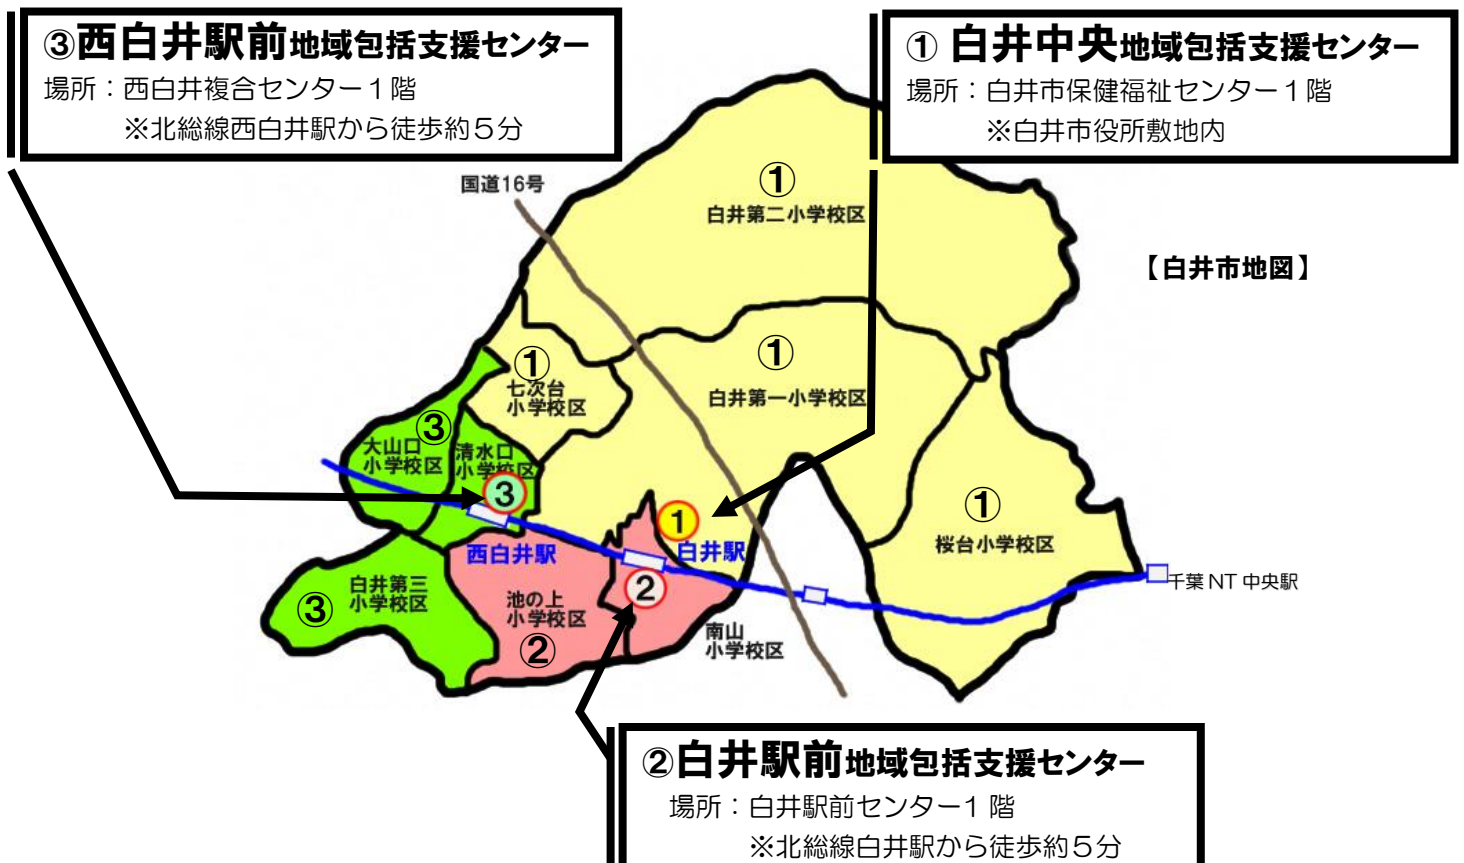 ③西白井駅前地域包括支援センター
場所：西白井複合センター１階
※北総線西白井駅から徒歩約５分
① 白井中央地域包括支援センター
場所：白井市保健福祉センター１階
※白井市役所敷地内
国道16号
①
白井第二小学校区
【白井市地図】
①
七次台
小学校区
①
白井第一小学校区
③
大山口
小学校区
清水口
小学校区
③
①
桜台小学校区
①
白井駅
西白井駅
千葉 NT 中央駅
②
白井第三
小学校区
③
池の上
小学校区
②
南山
小学校区
②白井駅前地域包括支援センター
場所：白井駅前センター1 階
※北総線白井駅から徒歩約５分